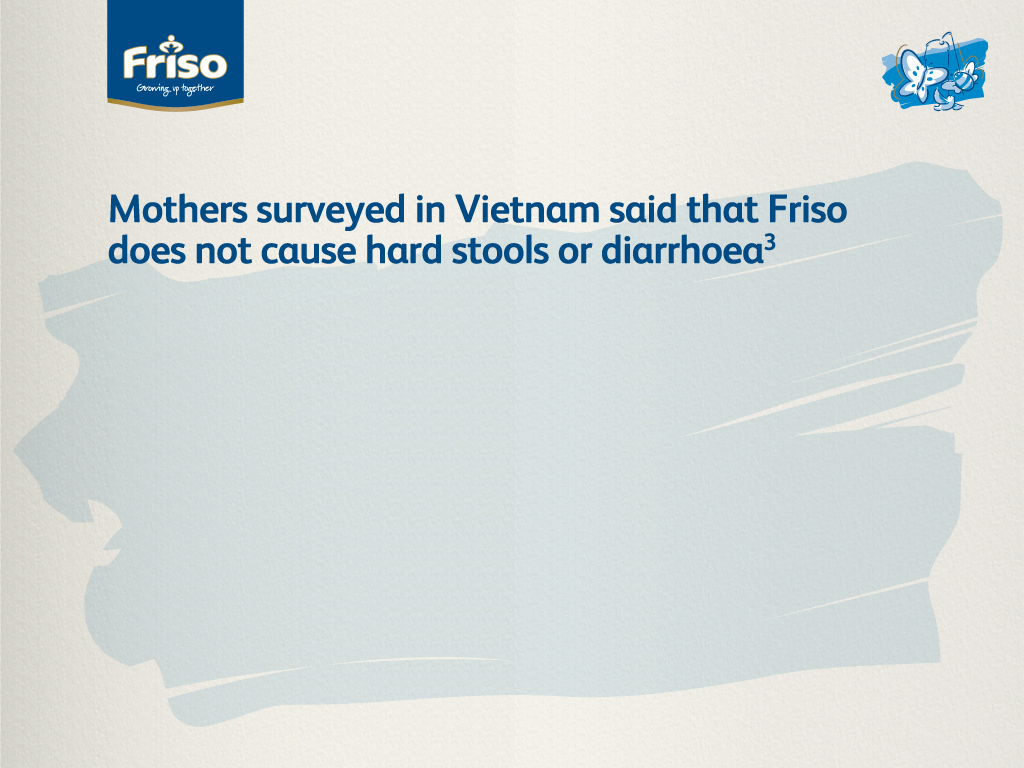 Friso
Growing up together
Mothers surveyed in Vietnam said that Friso
does not cause hard stools or diarrhoea³